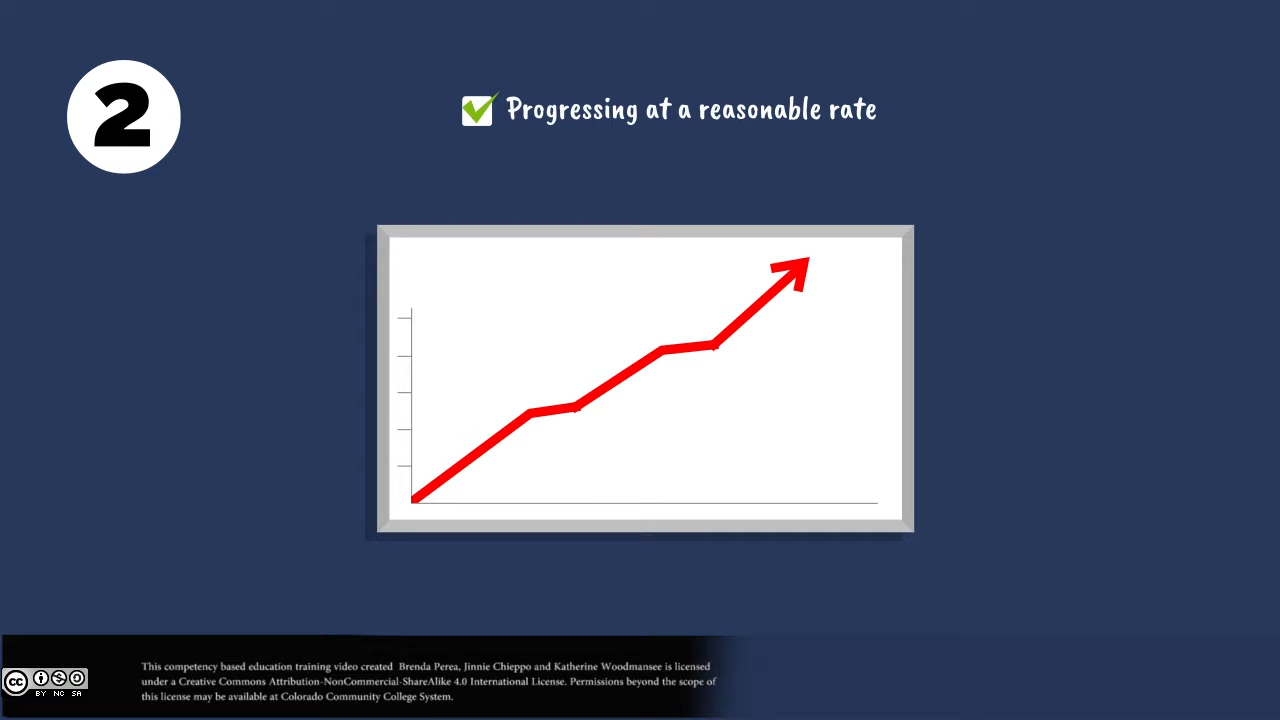 2
Progressing at a reasonable rate
This competency based education training video created Brenda Perea, Jinnie Chieppo and Katherine Woodmansee is licensed
under a Creative Commons Attribution-NonCommercial-ShareAlike 4.0 International License. Permissions beyond the scope of
this license may be available at Colorado Community College System.
cc
BY NC SA